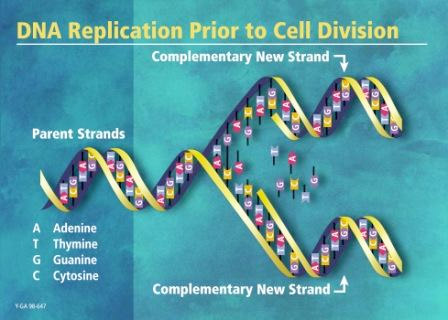 DNA Replication Prior to Cell Division
Complementary New Strand
Parent Strands
A Adenine
T Thymine
G Guanine
C Cytosine
Complementary New Strand
Y-GA 98-647